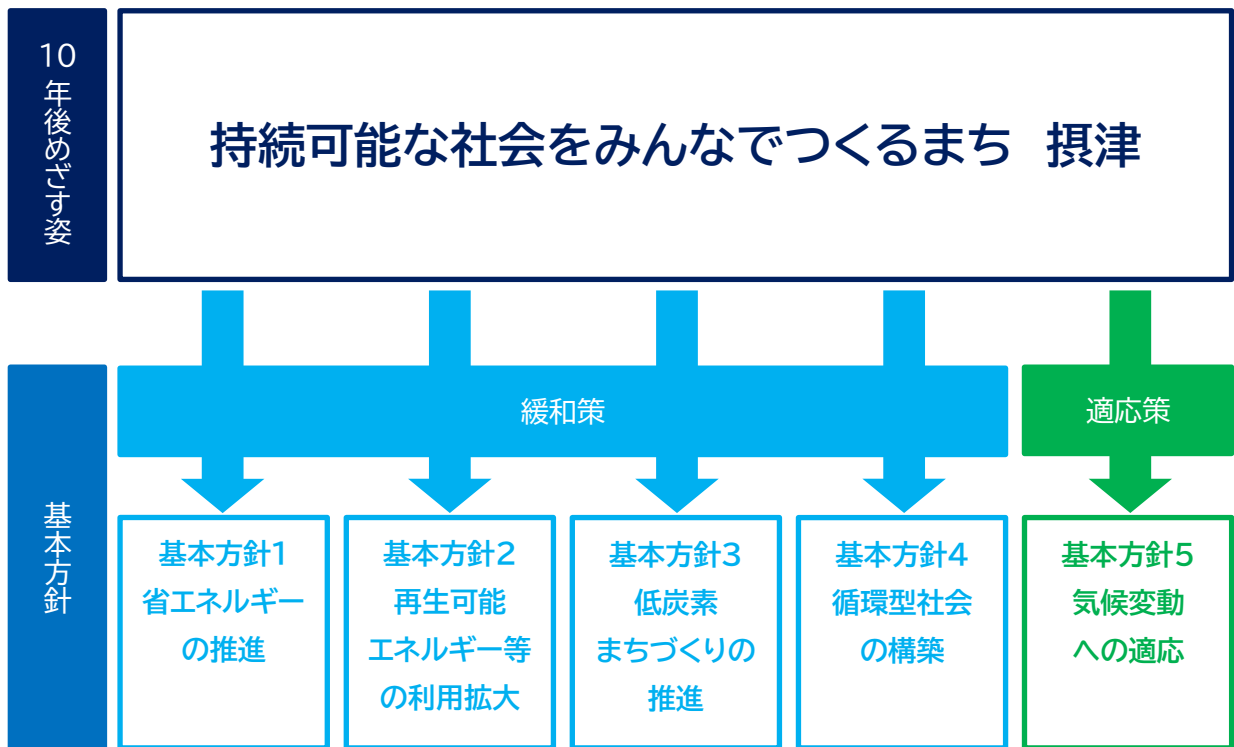 10年後めざす姿
持続可能な社会をみんなでつくるまち　摂津
基本方針
緩和策
適応策
基本方針1
省エネルギー
の推進
基本方針2
再生可能
エネルギー等
の利用拡大
基本方針3
低炭素
まちづくりの
推進
基本方針4
循環型社会
の構築
基本方針5
気候変動
への適応